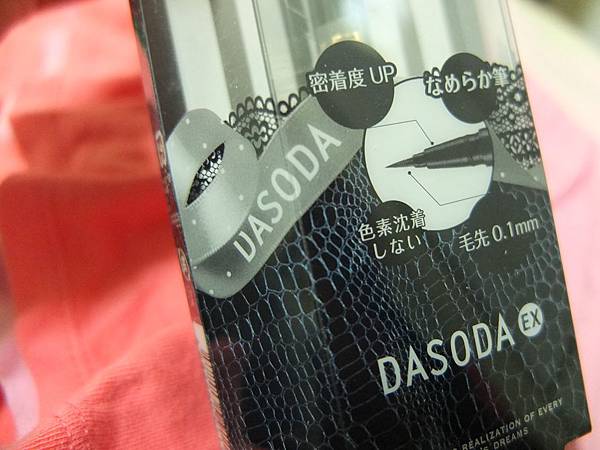 密着度 UP
なめらか筆
DASODA
色素沈着
しない
毛先 0.1mm
DASODA EX
REALIZATION OF EVERY
DREAMS